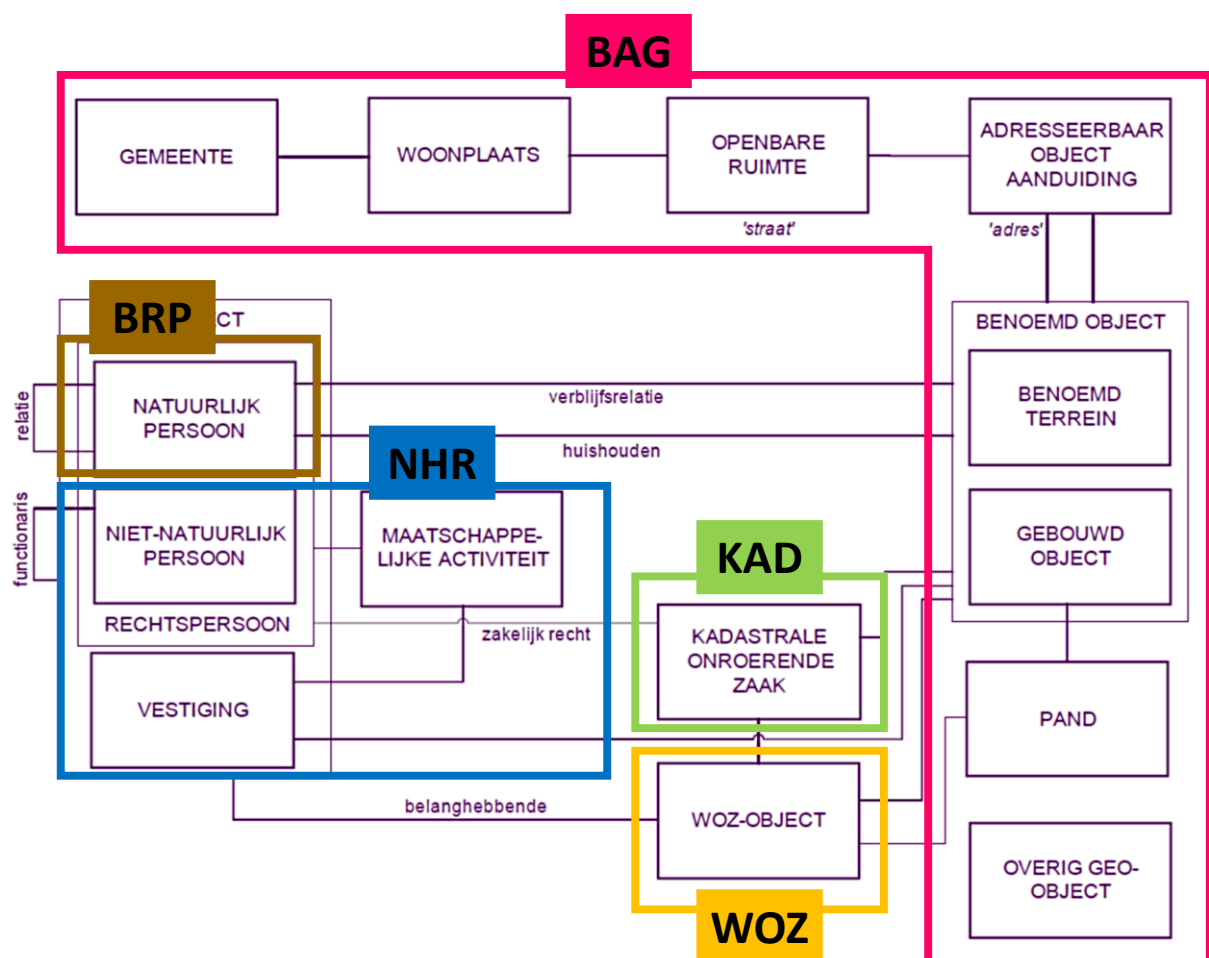 BAG
GEMEENTE
WOONPLAATS
OPENBARE
RUIMTE
ADRESSEERBAAR
OBJECT
AANDUIDING
'straat'
'adres'
BRP
CT
BENOEMD OBJECT
relatie
NATUURLIJK
PERSOON
verblijfsrelatie
huishouden
BENOEMD
TERREIN
NHR
functionaris
NIET-NATUURLIJK
PERSOON
MAATSCHAPPE-
LIJKE ACTIVITEIT
GEBOUWD
OBJECT
KAD
RECHTSPERSOON
zakelijk recht
KADASTRALE
ONROERENDE
ZAAK
VESTIGING
PAND
belanghebbende
WOZ-OBJECT
OVERIG GEO-
OBJECT
WOZ